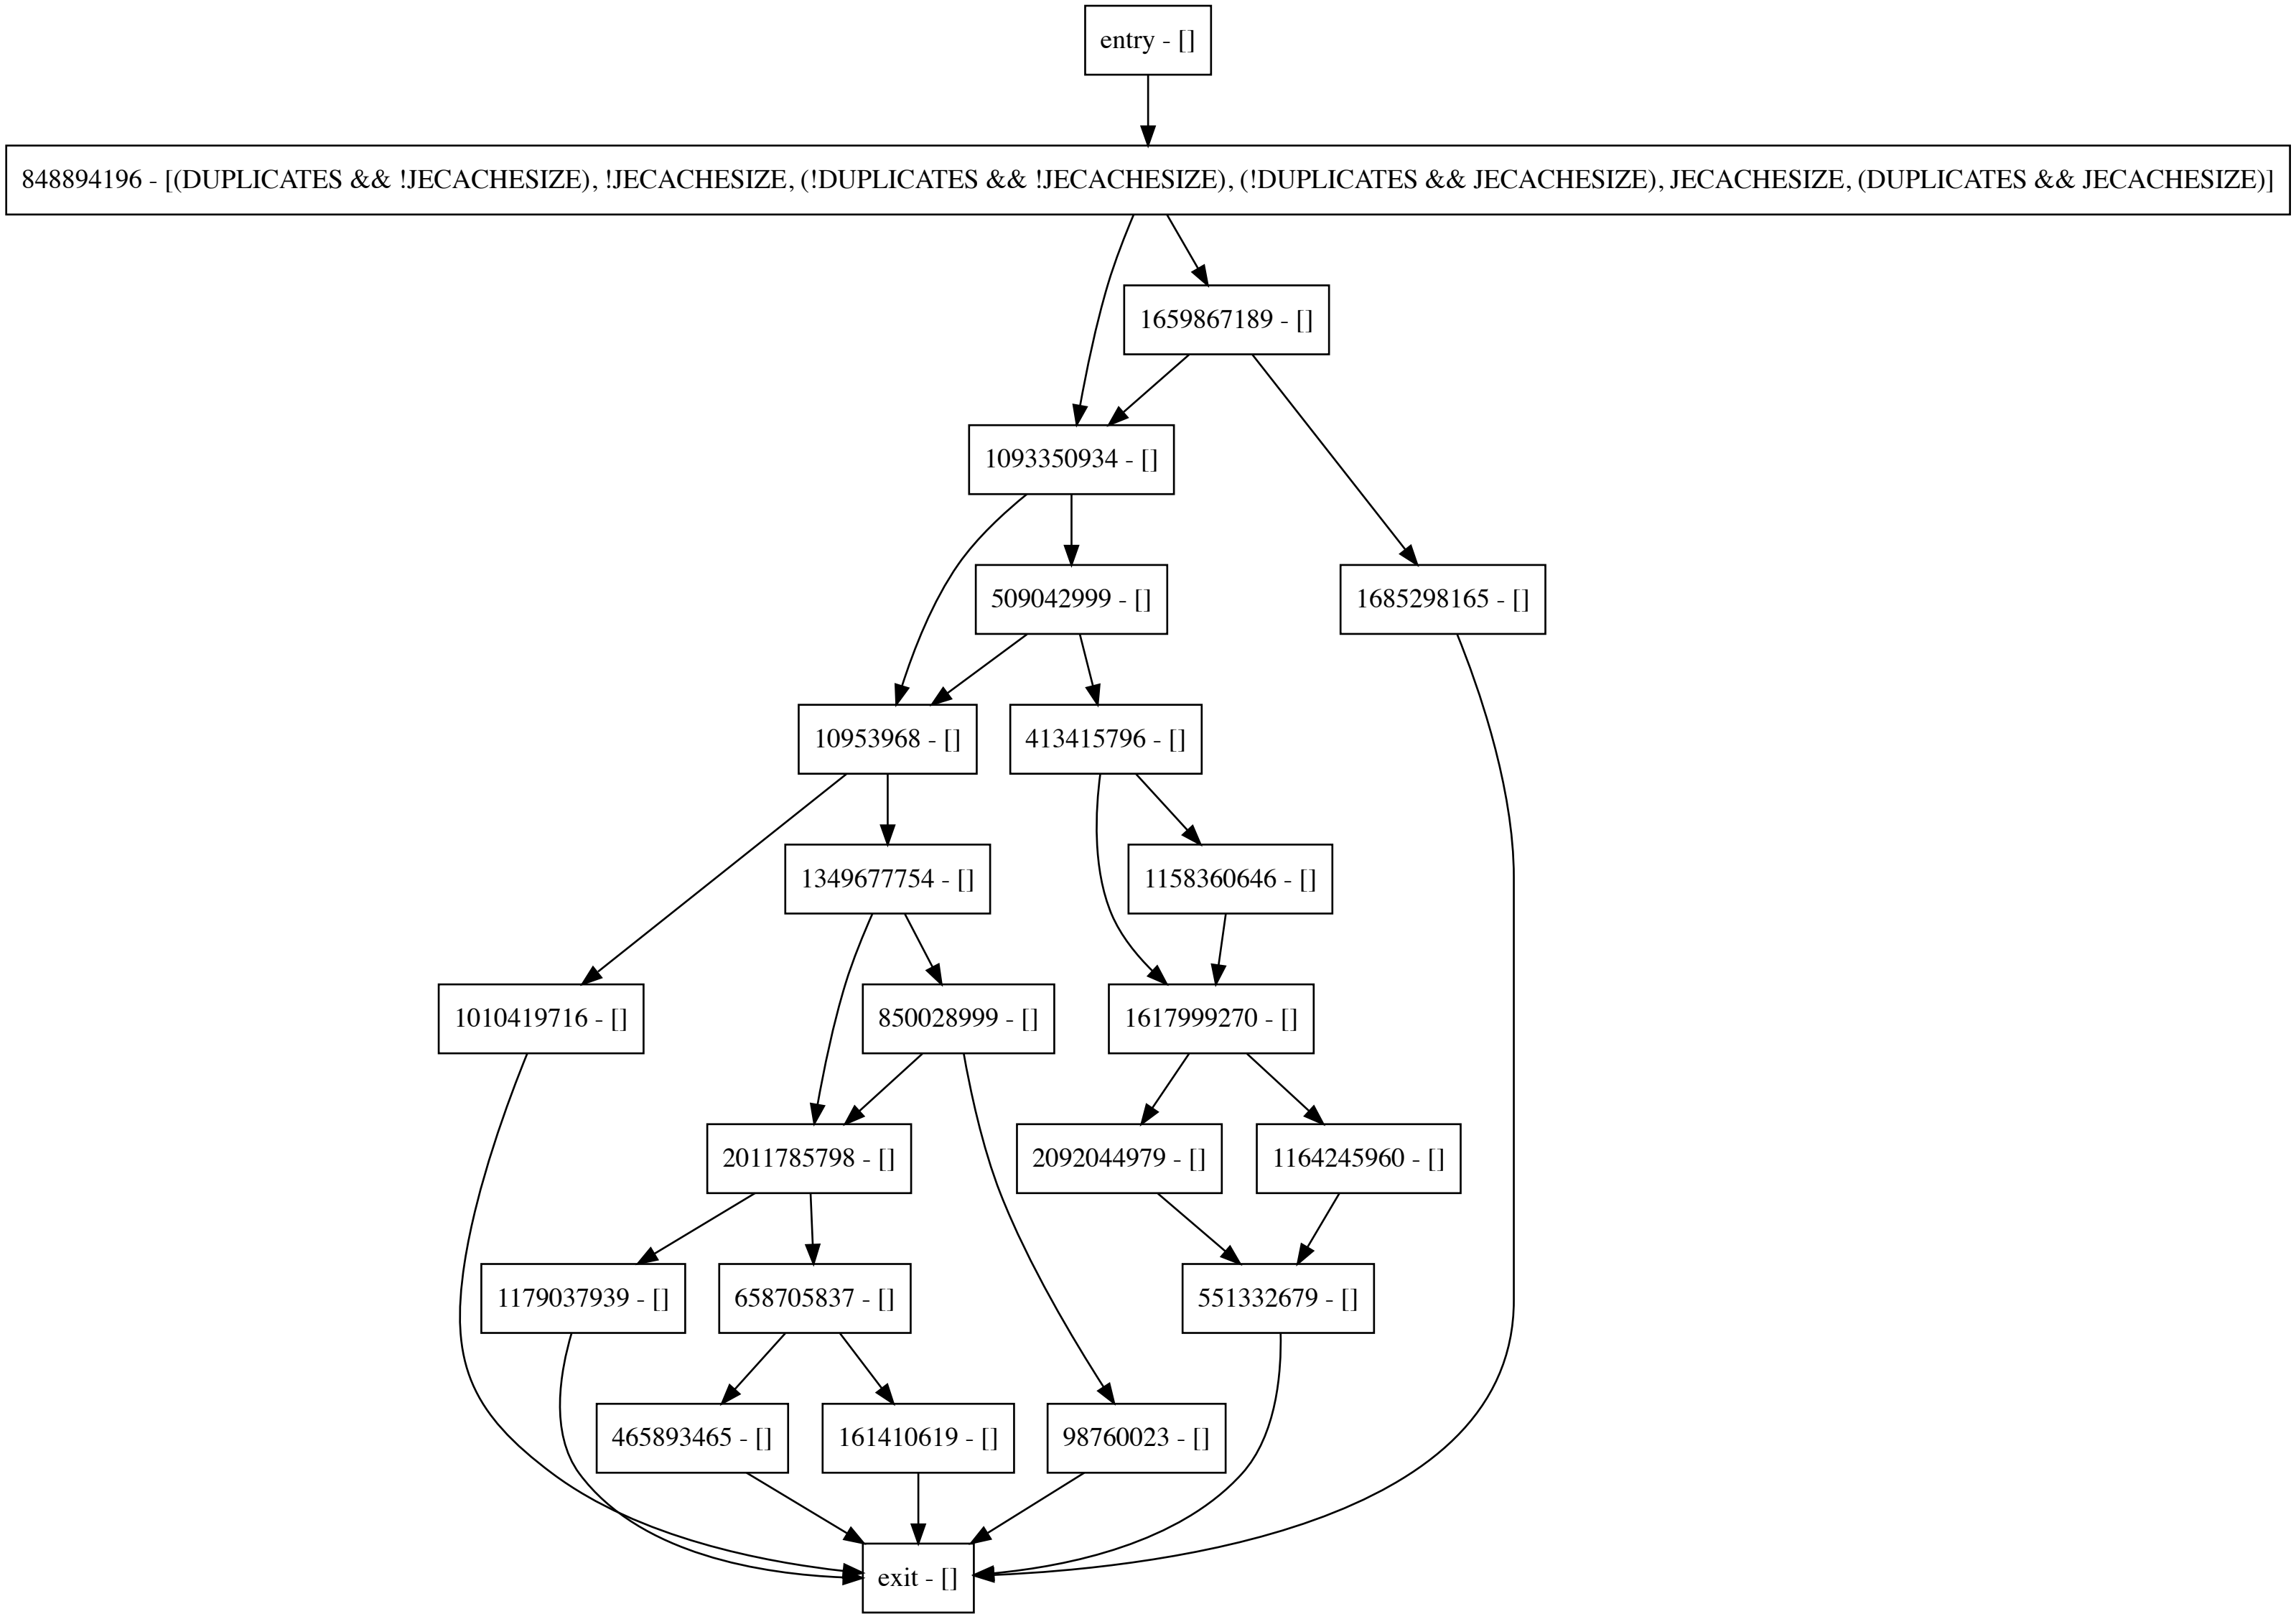 entry - []
848894196 - [(DUPLICATES && !JECACHESIZE), !JECACHESIZE, (!DUPLICATES && !JECACHESIZE), (!DUPLICATES && JECACHESIZE), JECACHESIZE, (DUPLICATES && JECACHESIZE)]
1659867189 - []
1093350934 - []
509042999 - []
1685298165 - []
10953968 - []
413415796 - []
1349677754 - []
1158360646 - []
1010419716 - []
850028999 - []
1617999270 - []
2011785798 - []
2092044979 - []
1164245960 - []
1179037939 - []
658705837 - []
551332679 - []
465893465 - []
161410619 - []
98760023 - []
exit - []